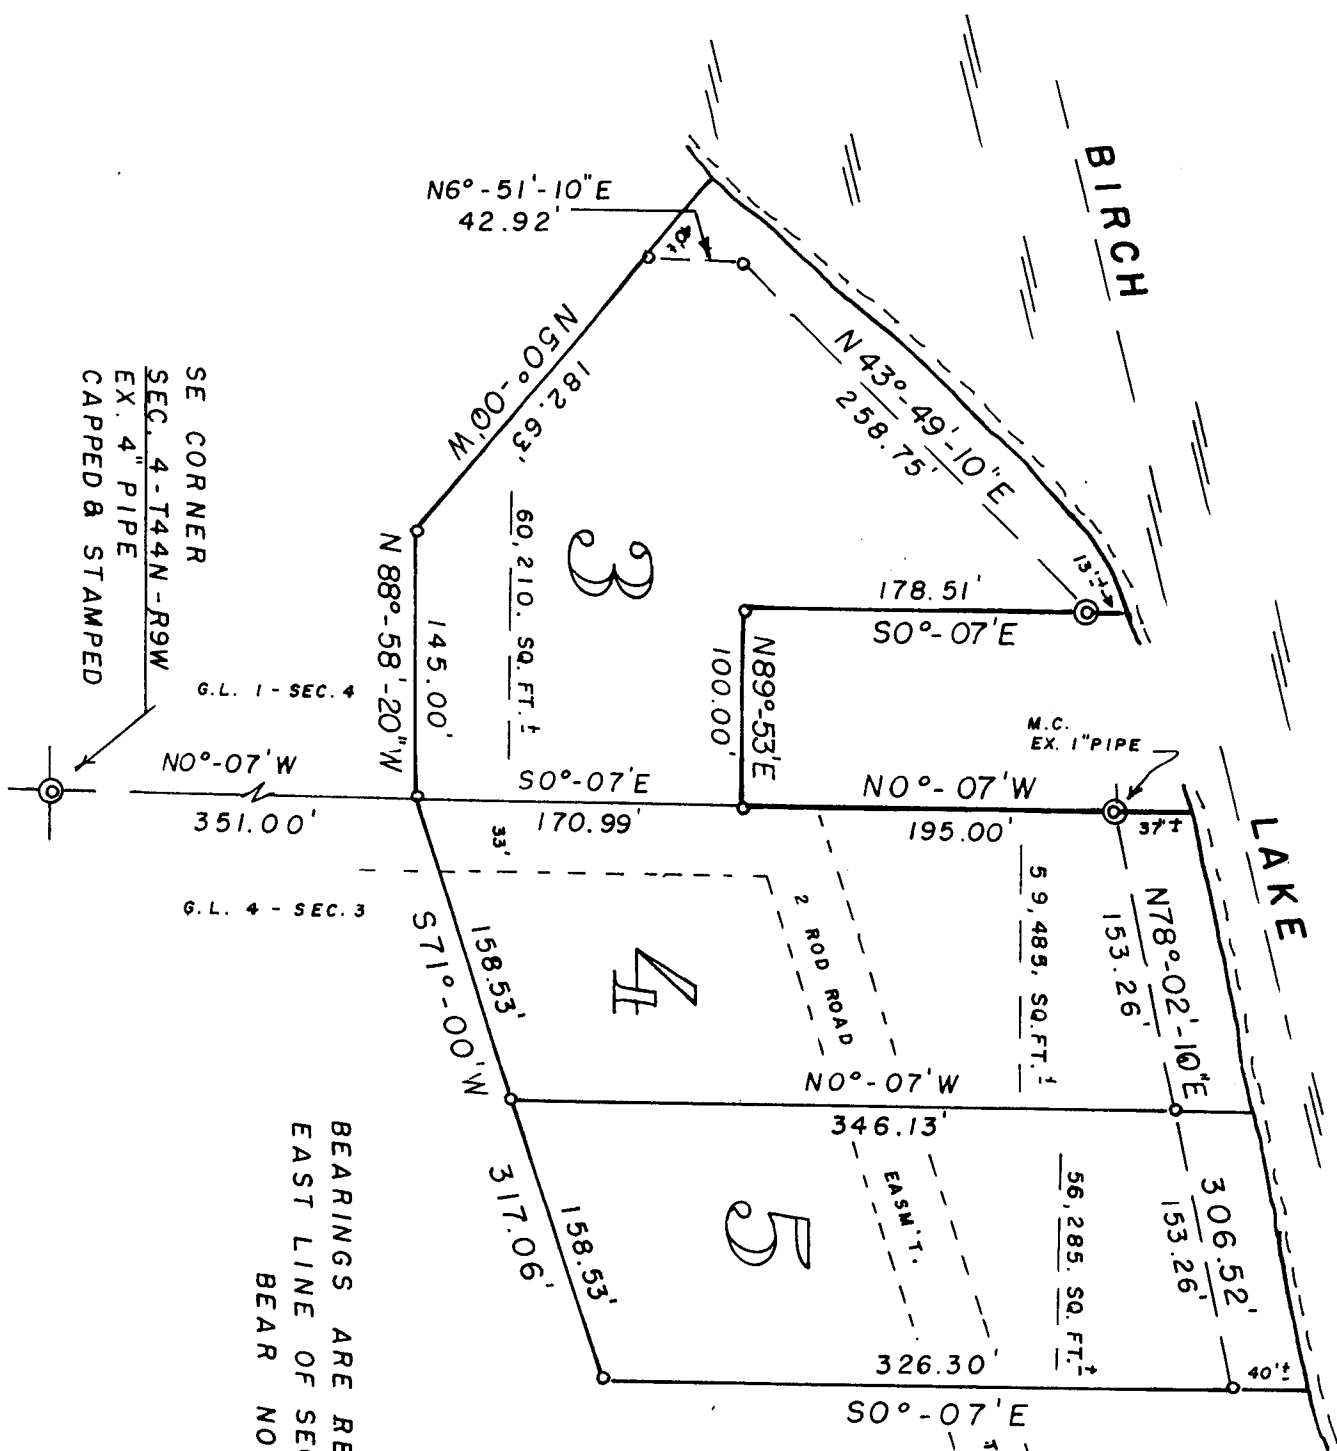 BIRCH
LAKE
N6°-51'-10"E
42.92'
N 43°-49'-10"E
258.75'
13'±
N50°-00'W
182.63'
60,210. SQ. FT.±
3
178.51'
S0°-07'E
N89°-53'E
100.00'
M.C.
EX. 1" PIPE
N 88°-58'-20"W
145.00'
SE CORNER
SEC. 4-T44N-R9W
EX. 4" PIPE
CAPPED & STAMPED
G.L. 1 - SEC. 4
N0°-07'W
351.00'
G.L. 4 - SEC. 3
S0°-07'E
170.99'
33'
N0°-07'W
195.00'
37'±
N78°-02'-10"E
153.26'
59,485. SQ.FT.±
4
2 ROD ROAD
158.53'
S71°-00'W
N0°-07'W
346.13'
306.52'
153.26'
56,285. SQ. FT.±
5
EASM'T.
158.53'
317.06'
326.30'
S0°-07'E
40'±
BEARINGS ARE RE
EAST LINE OF SEC
BEAR NO